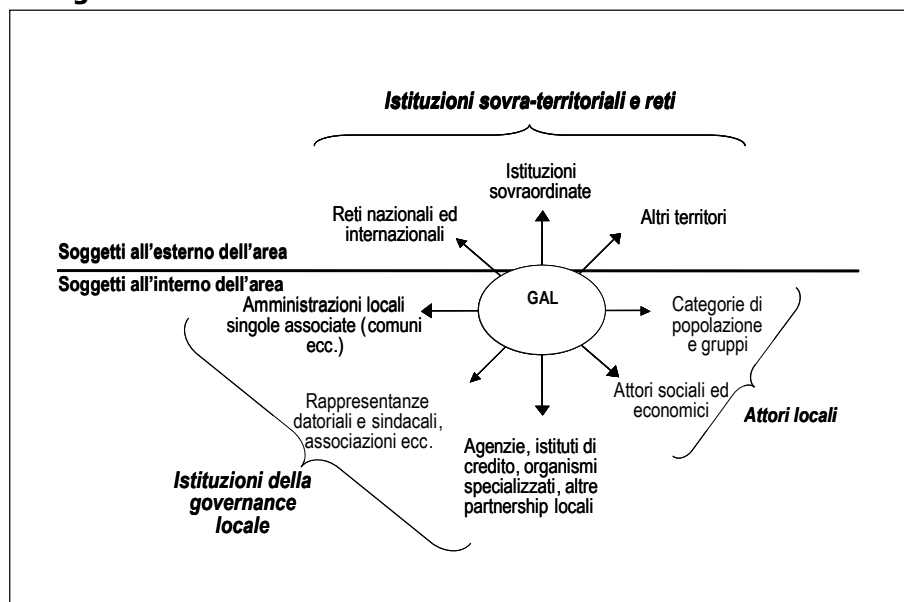 Istituzioni sovra-territoriali e reti
Istituzioni
sovraordinate
Reti nazionali ed
internazionali
Altri territori
Soggetti all'esterno dell'area
Soggetti all'interno dell'area
GAL
Amministrazioni locali
singole associate (comuni
ecc.)
Categorie di
popolazione
e gruppi
Rappresentanze
datoriali e sindacali,
associazioni ecc.
Attori sociali ed
economici
Attori locali
Agenzie, istituti di
credito, organismi
specializzati, altre
partnership locali
Istituzioni della
governance
locale